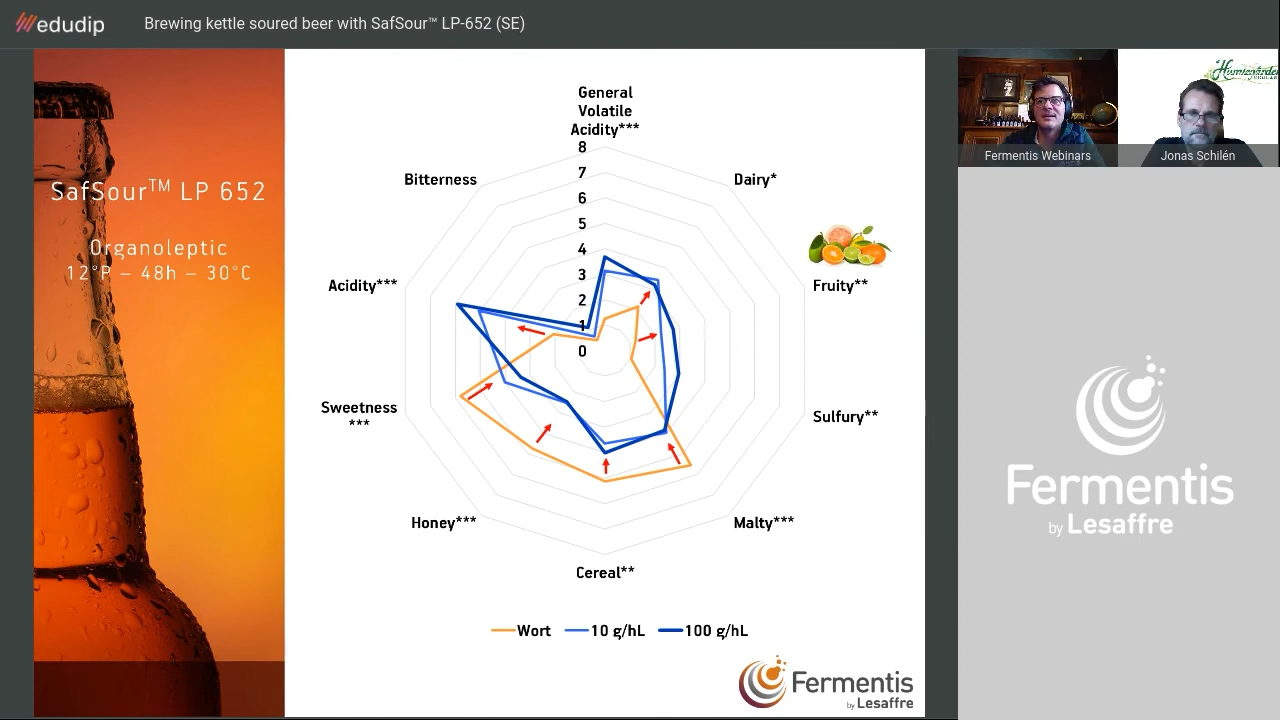 edudip
Brewing kettle soured beer with SafSour™ LP-652 (SE)
SafSour™ LP 652
Organoleptic
12°P – 48h – 30°C
General
Volatile
Acidity***
8
7
6
5
4
3
2
1
0
Dairy*
Fruity**
Sulfury**
Malty***
Cereal**
Honey***
Sweetness
***
Acidity***
Bitterness
Wort
10 g/hL
100 g/hL
Fermentis
by Lesaffre
Fermentis Webinars
Jonas Schilén
Fermentis
by Lesaffre